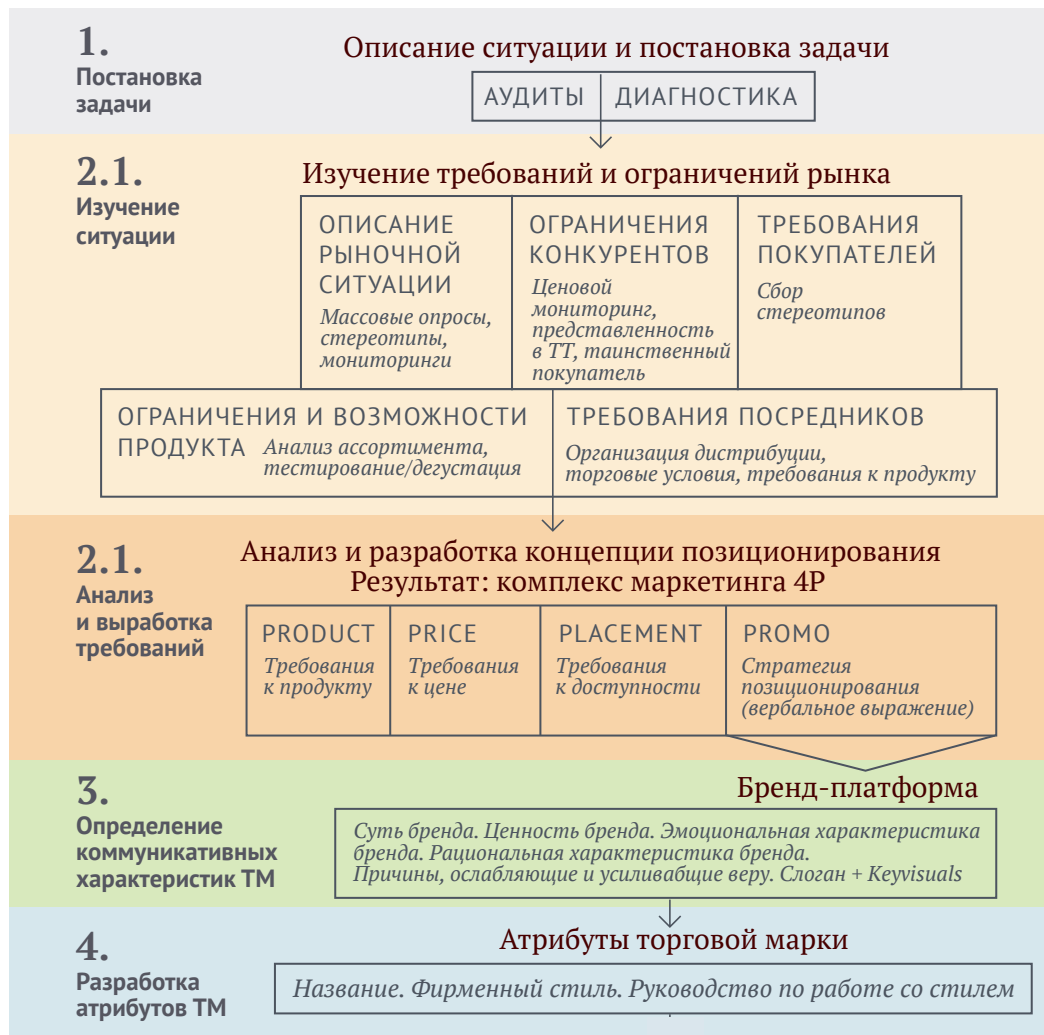 1.
Постановка
задачи
Описание ситуации и постановка задачи
АУДИТЫ
ДИАГНОСТИКА
2.1.
Изучение
ситуации
Изучение требований и ограничений рынка
ОПИСАНИЕ
РЫНОЧНОЙ
СИТУАЦИИ
Массовые опросы,
стереотипы,
мониторинги
ОГРАНИЧЕНИЯ
КОНКУРЕНТОВ
Ценовой
мониторинг,
представленность
в ТТ, таинственный
покупатель
ТРЕБОВАНИЯ
ПОКУПАТЕЛЕЙ
Сбор
стереотипов
ОГРАНИЧЕНИЯ И ВОЗМОЖНОСТИ
ПРОДУКТА Анализ ассортимента,
тестирование/дегустация
ТРЕБОВАНИЯ ПОСРЕДНИКОВ
Организация дистрибуции,
торговые условия, требования к продукту
2.1.
Анализ
и выработка
требований
Анализ и разработка концепции позиционирования
Результат: комплекс маркетинга 4P
PRODUCT
Требования
к продукту
PRICE
Требования
к цене
PLACEMENT
Требования
к доступности
PROMO
Стратегия
позиционирования
(вербальное выражение)
3.
Определение
коммуникативных
характеристик ТМ
Бренд-платформа
Суть бренда. Ценность бренда. Эмоциональная характеристика
бренда. Рациональная характеристика бренда.
Причины, ослабляющие и усиливабщие веру. Слоган + Keyvisuals
4.
Разработка
атрибутов ТМ
Атрибуты торговой марки
Название. Фирменный стиль. Руководство по работе со стилем